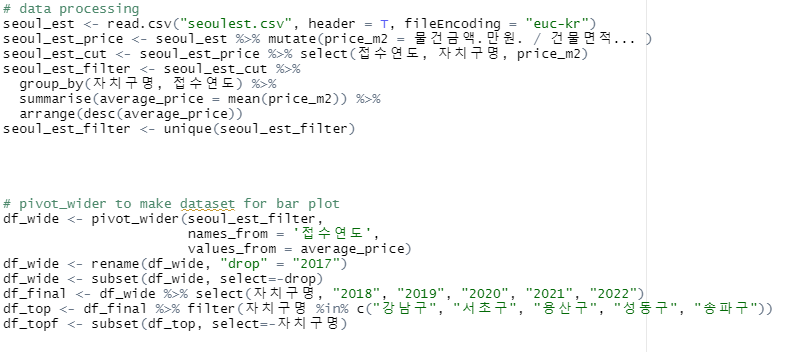 # data processing
seoul_est <- read.csv("seoulest.csv", header = T, fileEncoding = "euc-kr")
seoul_est_price <- seoul_est %>% mutate(price_m2 = 물건금액.만원. / 건물면적... )
seoul_est_cut <- seoul_est_price %>% select(접수연도, 자치구명, price_m2)
seoul_est_filter <- seoul_est_cut %>%
  group_by(자치구명, 접수연도) %>%
  summarise(average_price = mean(price_m2)) %>%
  arrange(desc(average_price))
seoul_est_filter <- unique(seoul_est_filter)
# pivot_wider to make dataset for bar plot
df_wide <- pivot_wider(seoul_est_filter,
                       names_from = '접수연도',
                       values_from = average_price)
df_wide <- rename(df_wide, "drop" = "2017")
df_wide <- subset(df_wide, select=-drop)
df_final <- df_wide %>% select(자치구명, "2018", "2019", "2020", "2021", "2022")
df_top <- df_final %>% filter(자치구명 %in% c("강남구", "서초구", "용산구", "성동구", "송파구"))
df_topf <- subset(df_top, select=-자치구명)